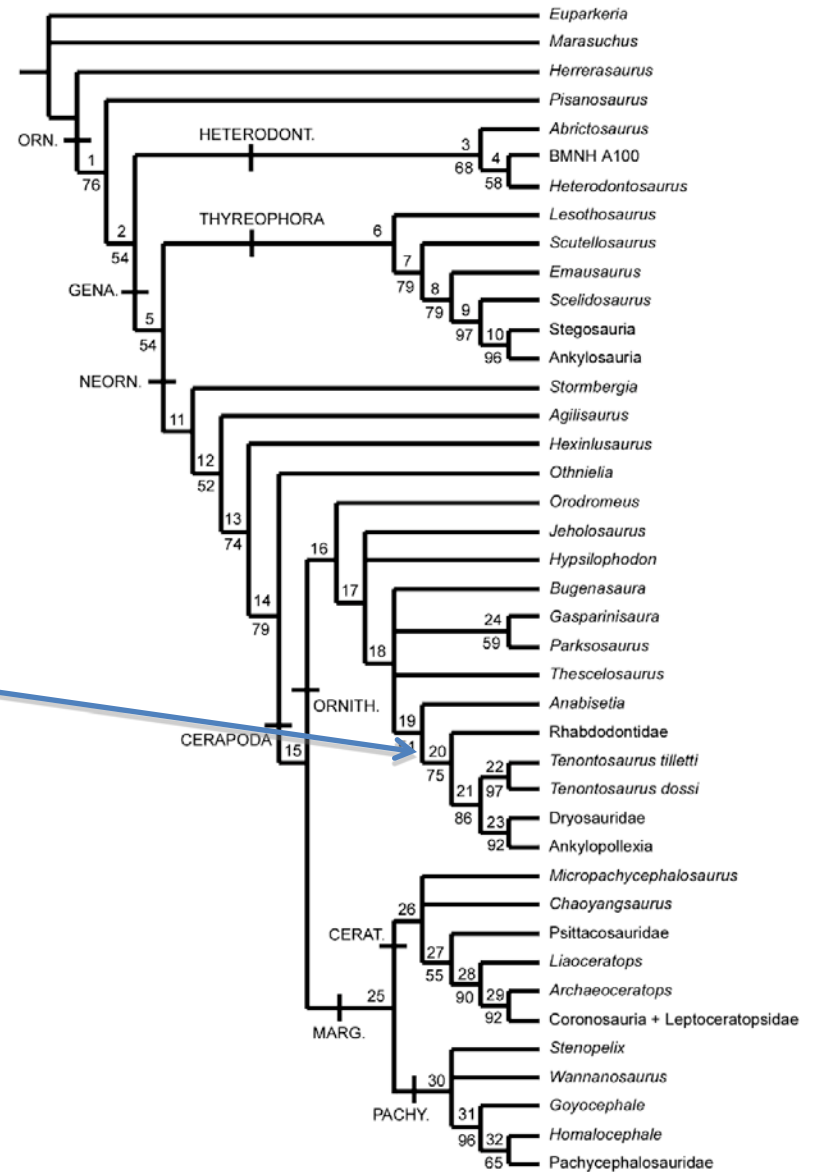 Euparkeria
Marasuchus
Herrerasaurus
Pisanosaurus
ORN.
HETERODONT.
Abrictosaurus
3
1
68
4
BMNH A100
76
58
Heterodontosaurus
THYREOPHORA
Lesothosaurus
2
6
54
Scutellosaurus
7
79
Emausaurus
GENA.
8
79
Scelidosaurus
9
97
5
10
Stegosauria
54
96
Ankylosauria
NEORN.
Stormbergia
11
Agilisaurus
Hexinlusaurus
12
52
Othnielia
Orodromeus
13
74
Jeholosaurus
16
Hypsilophodon
17
Bugenasaura
14
79
24
Gasparinisaura
59
Parksosaurus
18
Thescelosaurus
ORNITH.
Anabisetia
19
CERAPODA
Rhabdodontidae
15
20
75
22
Tenontosaurus tilletti
97
Tenontosaurus dossi
21
86
23
Dryosauridae
92
Ankylopollexia
Micropachycephalosaurus
26
Chaoyangsaurus
CERAT.
Psittacosauridae
27
55
Liaoceratops
28
90
25
29
Archaeoceratops
92
Coronosauria + Leptoceratopsidae
MARG.
Stenopelix
30
Wannanosaurus
PACHY.
Goyocephale
31
96
32
Homalocephale
65
Pachycephalosauridae